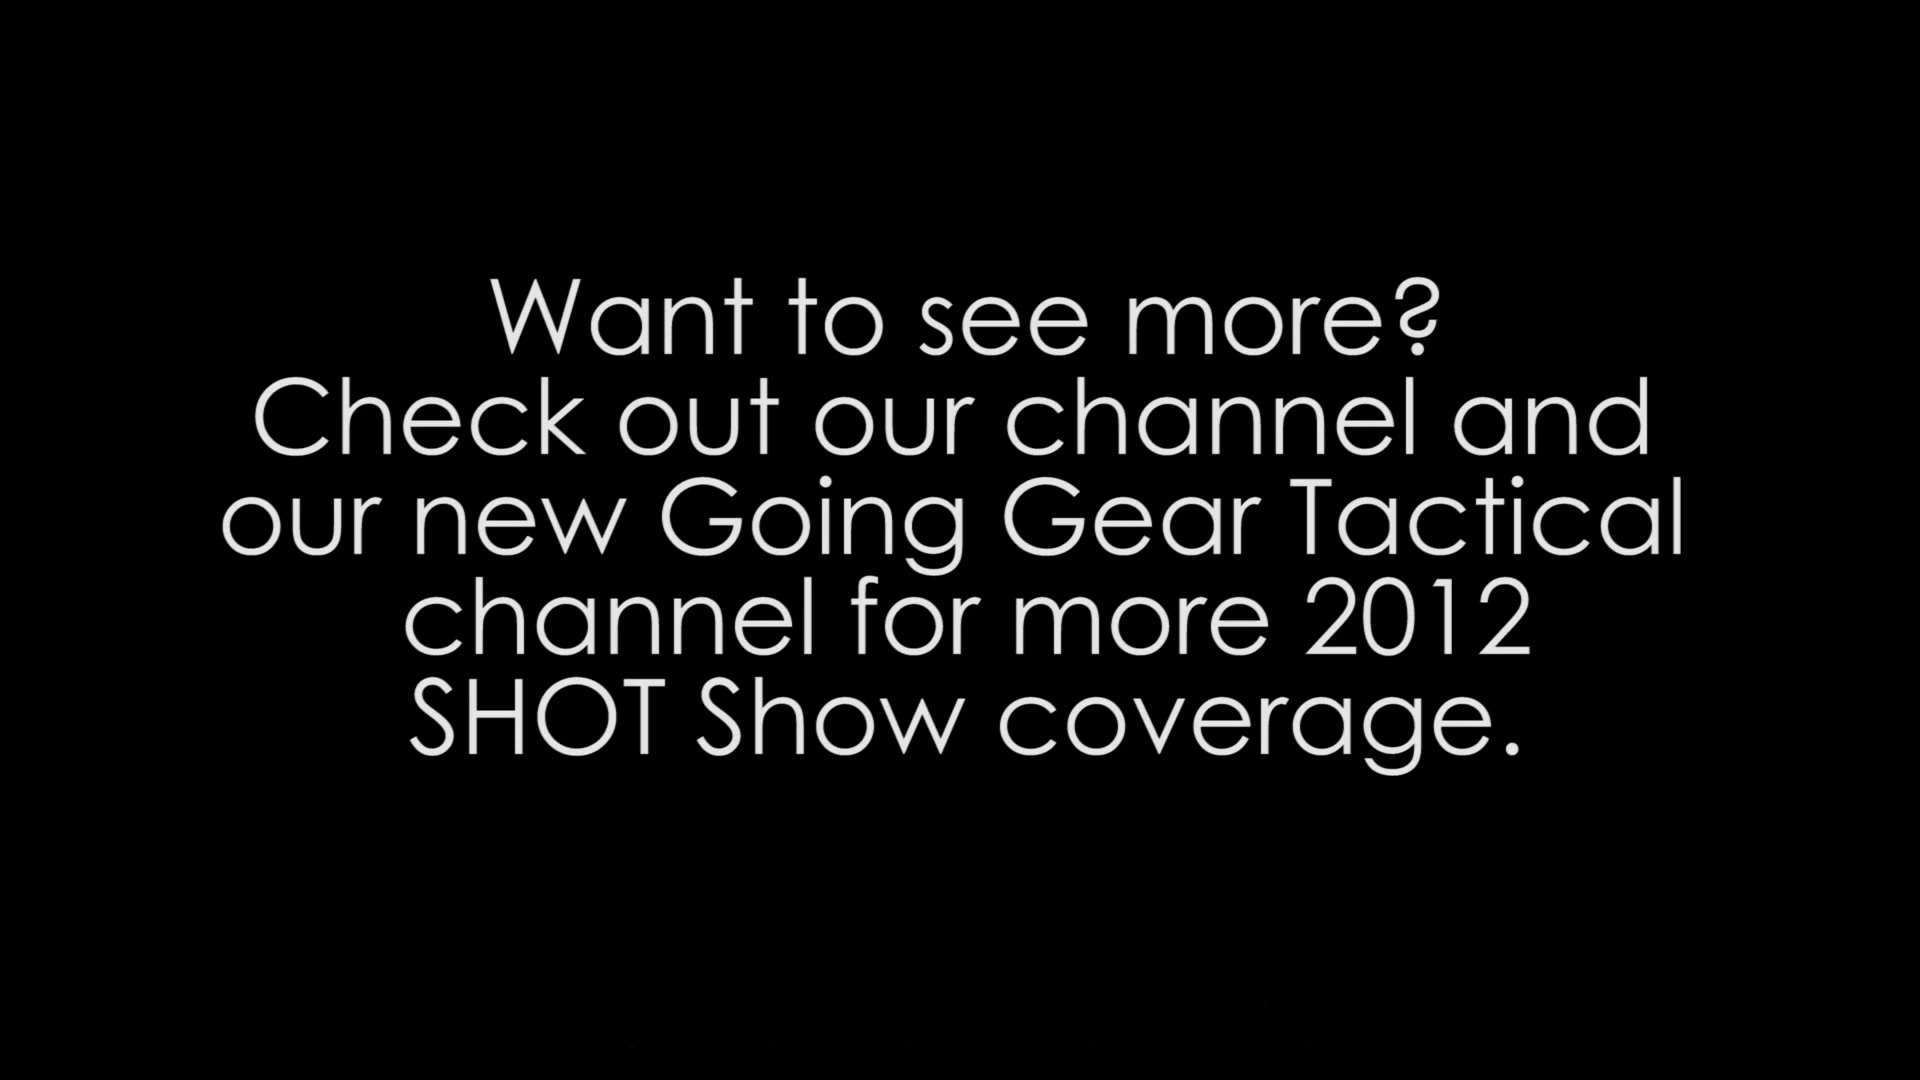 Want to see more?
Check out our channel and
our new Going Gear Tactical
channel for more 2012
SHOT Show coverage.